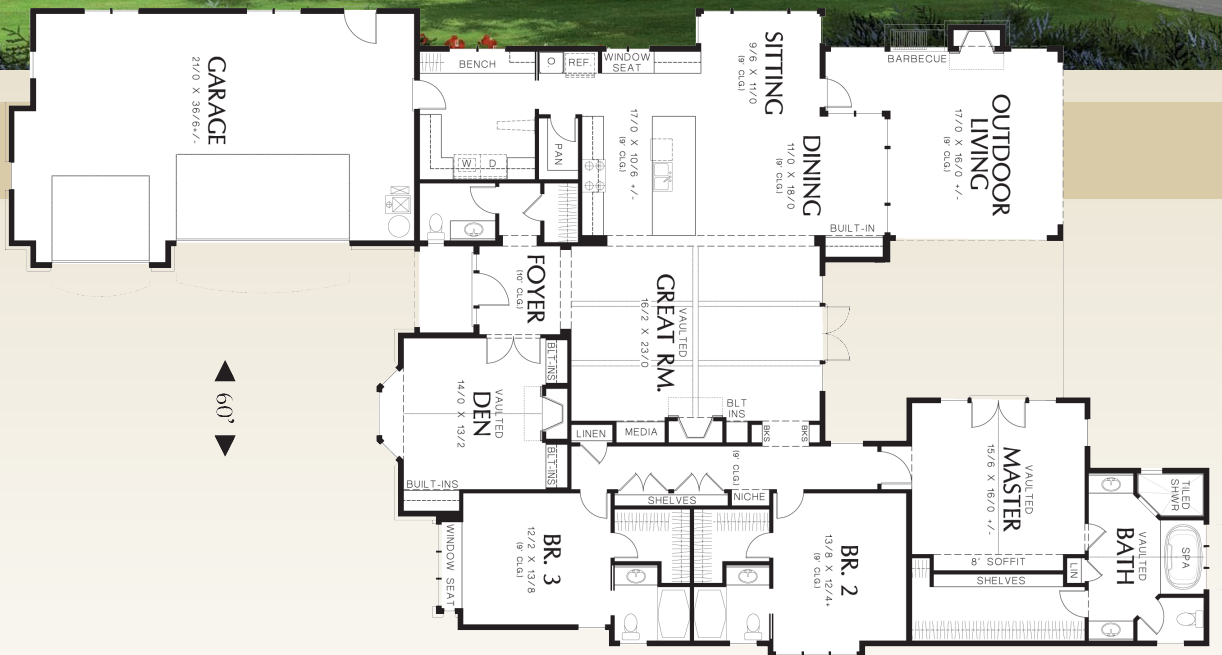 GARAGE
21/0 X 36/6+/-
BENCH
REF.
WINDOW
SEAT
W
D
PAN
17/0 X 10/6 +/-
(9' CLG.)
SITTING
9/6 X 11/0
(9' CLG.)
DINING
11/0 X 18/0
(9' CLG.)
BUILT-IN
BARBECUE
OUTDOOR
LIVING
17/0 X 16/0 +/-
(9' CLG.)
FOYER
(10' CLG.)
VAULTED
GREAT RM.
16/2 X 23/0
BLT-INS
VAULTED
DEN
14/0 X 13/2
BLT-INS
BUILT-INS
LINEN
MEDIA
BLT
INS
BKS
BKS
(9' CLG.)
SHELVES
NICHE
VAULTED
MASTER
15/6 X 16/0 +/-
8' SOFFIT
SHELVES
LIN
VAULTED
BATH
TILED
SHWR
SPA
WINDOW SEAT
BR. 3
12/2 X 13/8
(9' CLG.)
BR. 2
13/8 X 12/4+
(9' CLG.)
60'